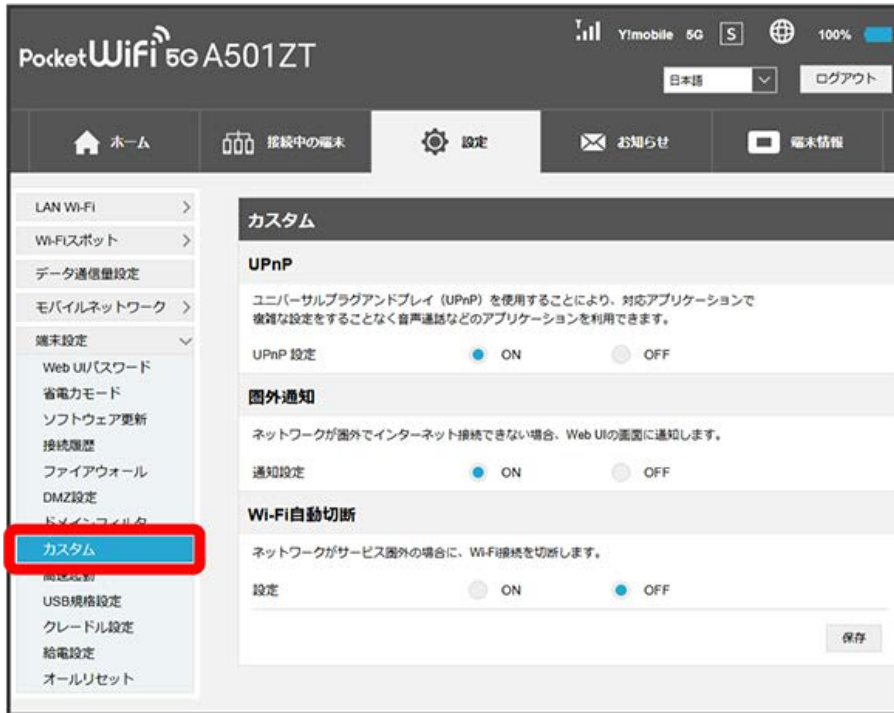 Pocket WiFi 5G A501ZT
Y!mobile 5G S 100%
日本語 ログアウト
ホーム 接続中の端末 設定 お知らせ 端末情報
LAN Wi-Fi
Wi-Fiスポット
データ通信量設定
モバイルネットワーク
端末設定
Web UIパスワード
省電力モード
ソフトウェア更新
接続履歴
ファイアウォール
DMZ設定
ドメインフィルタ
カスタム
高速起動
USB規格設定
クレードル設定
給電設定
オールリセット
カスタム
UPnP
ユニバーサルプラグアンドプレイ（UPnP）を使用することにより、対応アプリケーションで
複雑な設定をすることなく音声通話などのアプリケーションを利用できます。
UPnP 設定 ON OFF
圏外通知
ネットワークが圏外でインターネット接続できない場合、Web UIの画面に通知します。
通知設定 ON OFF
Wi-Fi自動切断
ネットワークがサービス圏外の場合に、Wi-Fi接続を切断します。
設定 ON OFF
保存